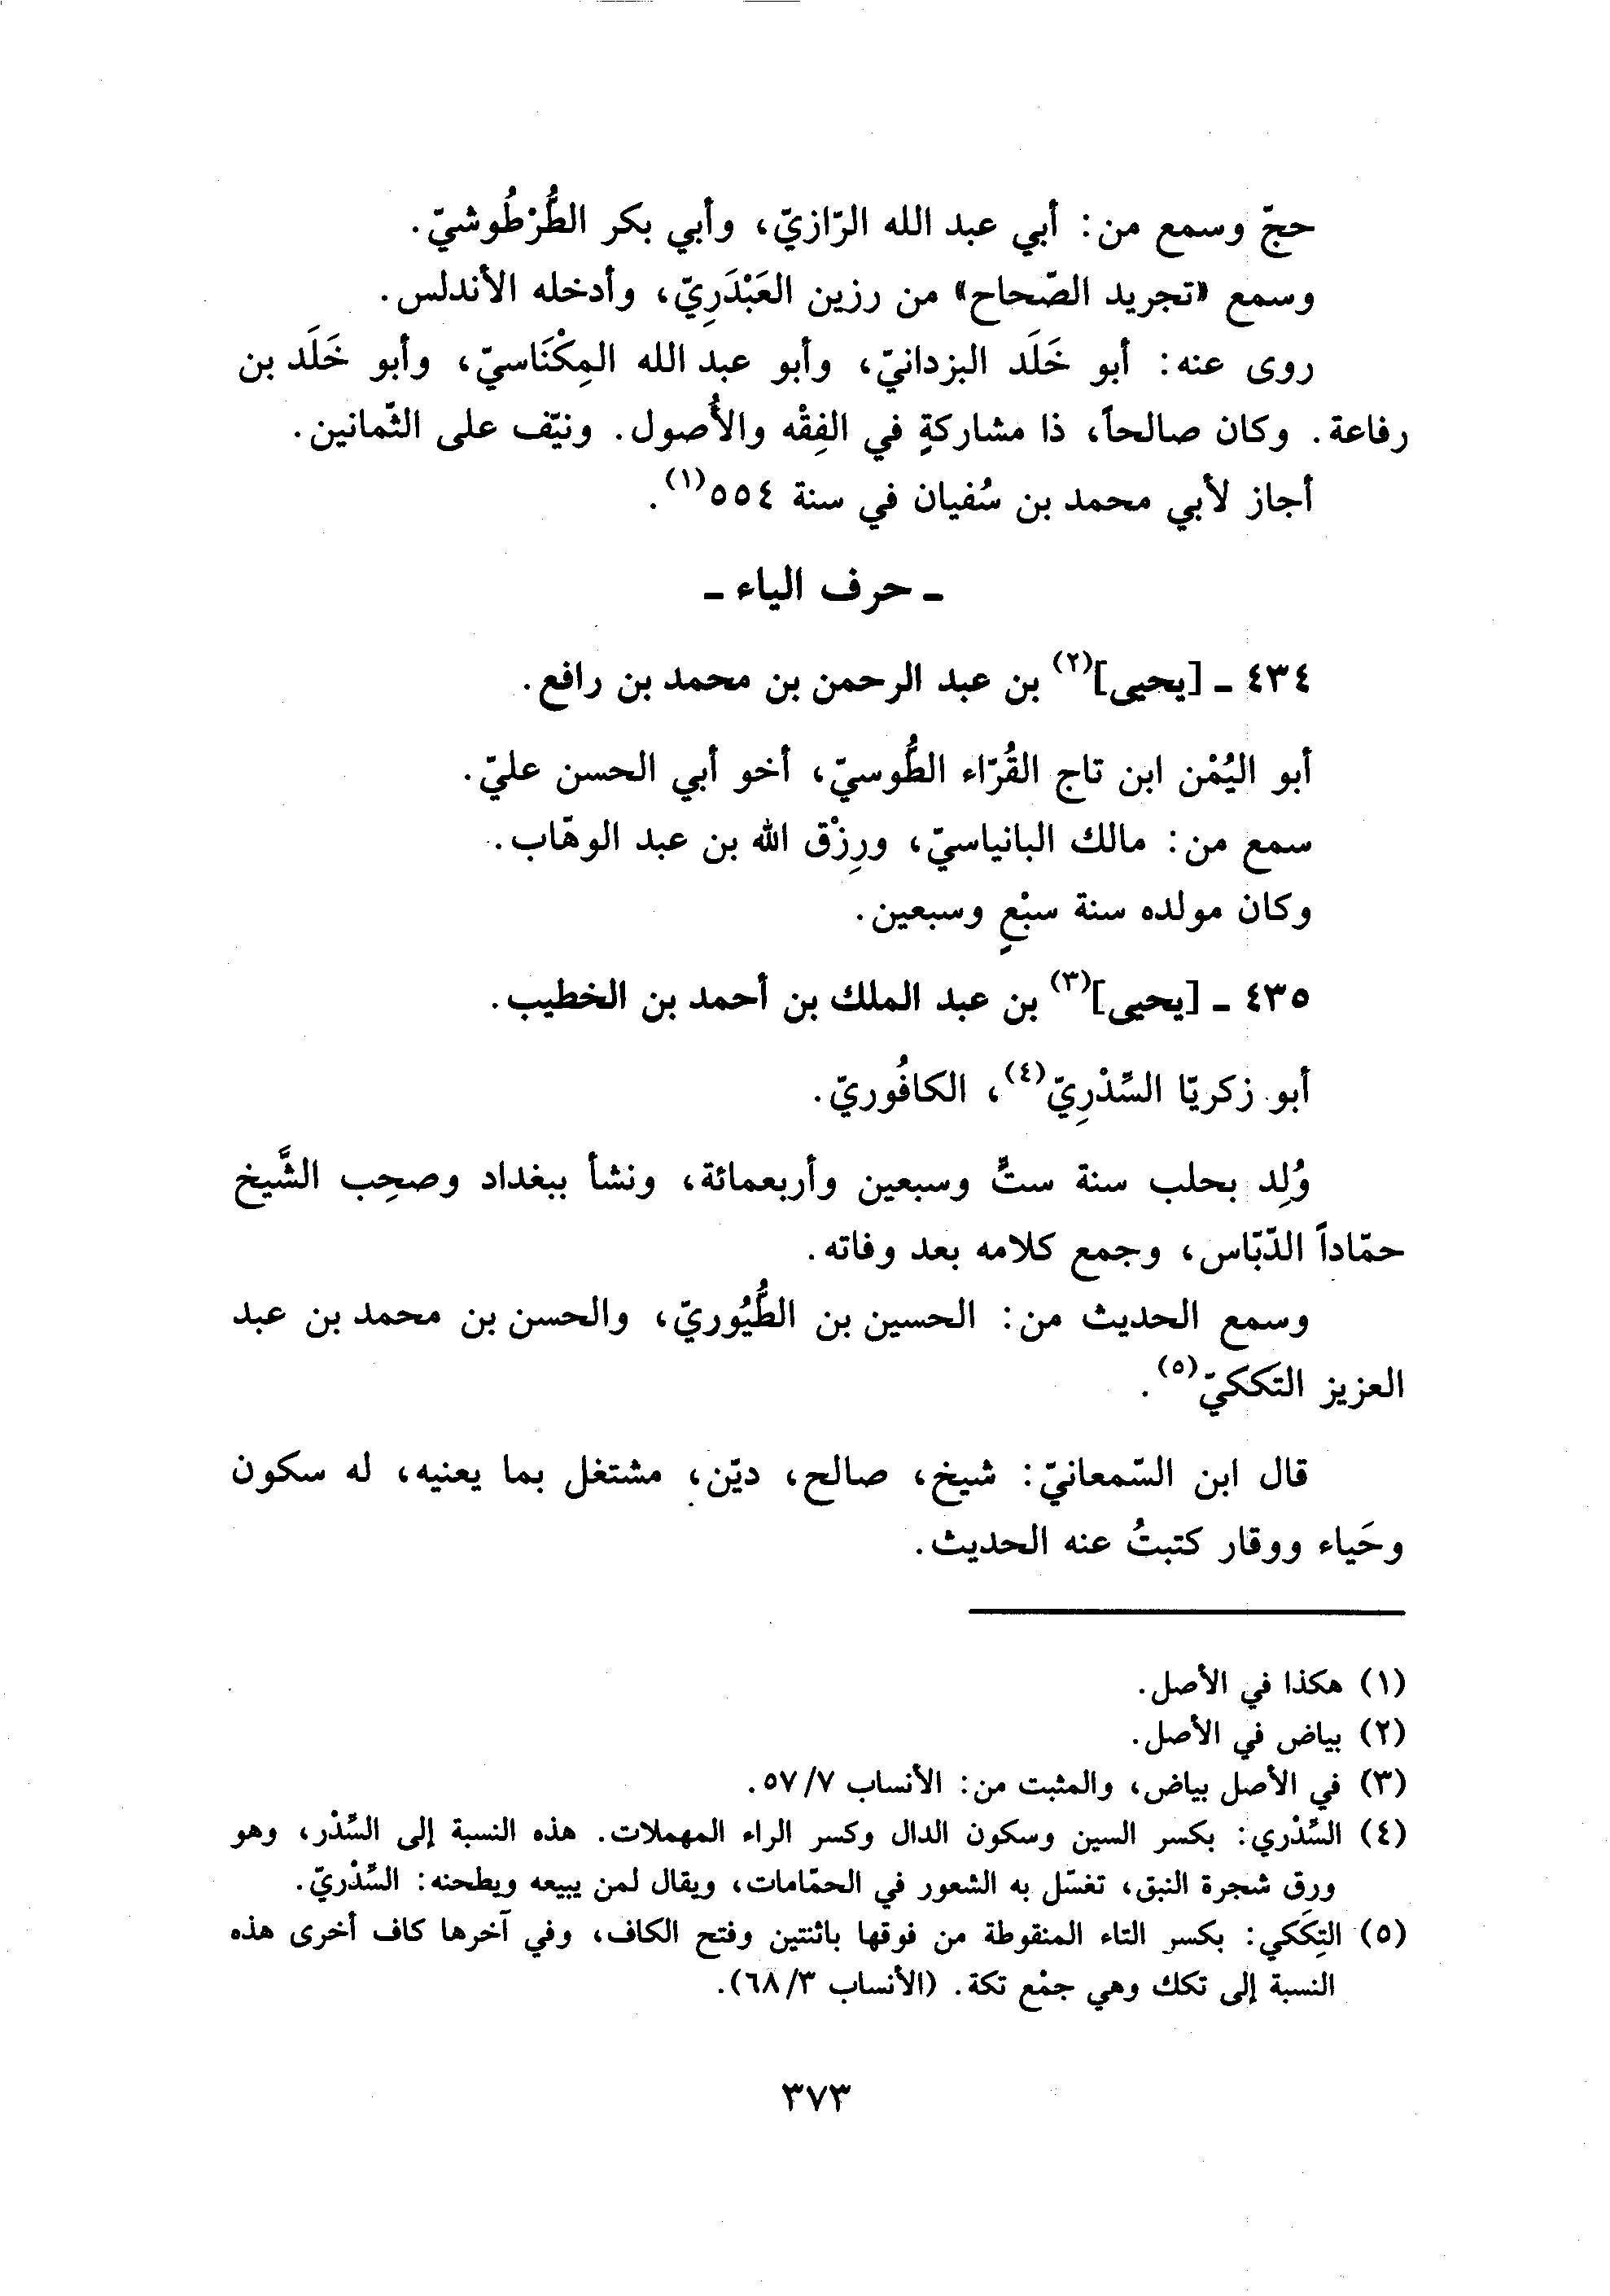 حجّ وسمع من: أبي عبد الله الرّازيّ، وأبي بكر الطُّرْطُوشيّ.
وسمع «تجريد الصّحاح» من رزين العَبْدَرِيّ، وأدخله الأندلس.
روى عنه: أبو خَلَد البزدانيّ، وأبو عبد الله المِكْنَاسيّ، وأبو خَلَد بن
رفاعة. وكان صالحاً، ذا مشاركةٍ في الفِقْه والأُصول. ونيّف على الثّمانين.
أجاز لأبي محمد بن سُفيان في سنة ٥٥٤(١).
ـ حرف الياء ـ
٤٣٤ ـ [يحيى](٢) بن عبد الرحمن بن محمد بن رافع.
أبو اليُمْن ابن تاج القُرّاء الطُّوسيّ، أخو أبي الحسن عليّ.
سمع من: مالك البانياسيّ، ورِزْق الله بن عبد الوهّاب.
وكان مولده سنة سبْعٍ وسبعين.
٤٣٥ ـ [يحيى](٣) بن عبد الملك بن أحمد بن الخطيب.
أبو زكريّا السِّدْرِيّ(٤)، الكافُوريّ.
وُلِد بحلب سنة ستٍّ وسبعين وأربعمائة، ونشأ ببغداد وصحِب الشَّيخ
حمّاداً الدّبّاس، وجمع كلامه بعد وفاته.
وسمع الحديث من: الحسين بن الطُّيُوريّ، والحسن بن محمد بن عبد
العزيز التككيّ(٥).
قال ابن السّمعانيّ: شيخ، صالح، ديّن، مشتغل بما يعنيه، له سكون
وحَياء ووقار كتبتُ عنه الحديث.
(١) هكذا في الأصل.
(٢) بياض في الأصل.
(٣) في الأصل بياض، والمثبت من: الأنساب ٥٧/٧.
(٤) السِّدْري: بكسر السين وسكون الدال وكسر الراء المهملات. هذه النسبة إلى السِّدْر، وهو
ورق شجرة النبق، تغسّل به الشعور في الحمّامات، ويقال لمن يبيعه ويطحنه: السِّدْريّ.
(٥) التِكَكي: بكسر التاء المنقوطة من فوقها باثنتين وفتح الكاف، وفي آخرها كاف أخرى هذه
النسبة إلى تكك وهي جمْع تكة. (الأنساب ٦٨/٣).
٣٧٣